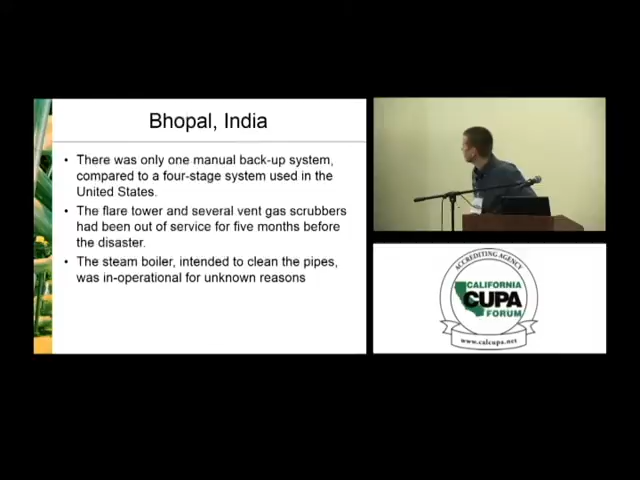 Bhopal, India
• There was only one manual back-up system,
compared to a four-stage system used in the
United States.
• The flare tower and several vent gas scrubbers
had been out of service for five months before
the disaster.
• The steam boiler, intended to clean the pipes,
was in-operational for unknown reasons
ACCREDITING AGENCY
CALIFORNIA
CUPA
FORUM
www.calcupa.net